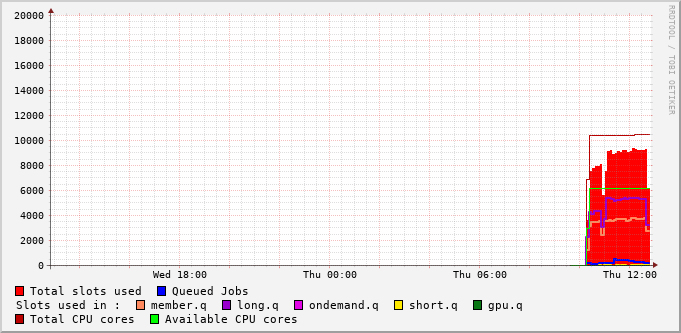 20000
18000
16000
14000
12000
10000
8000
6000
4000
2000
0
Wed 18:00 Thu 00:00 Thu 06:00 Thu 12:00
Total slots used Queued Jobs
Slots used in : member.q long.q ondemand.q short.q gpu.q
Total CPU cores Available CPU cores
RRDTOOL / TOBI OETIKER